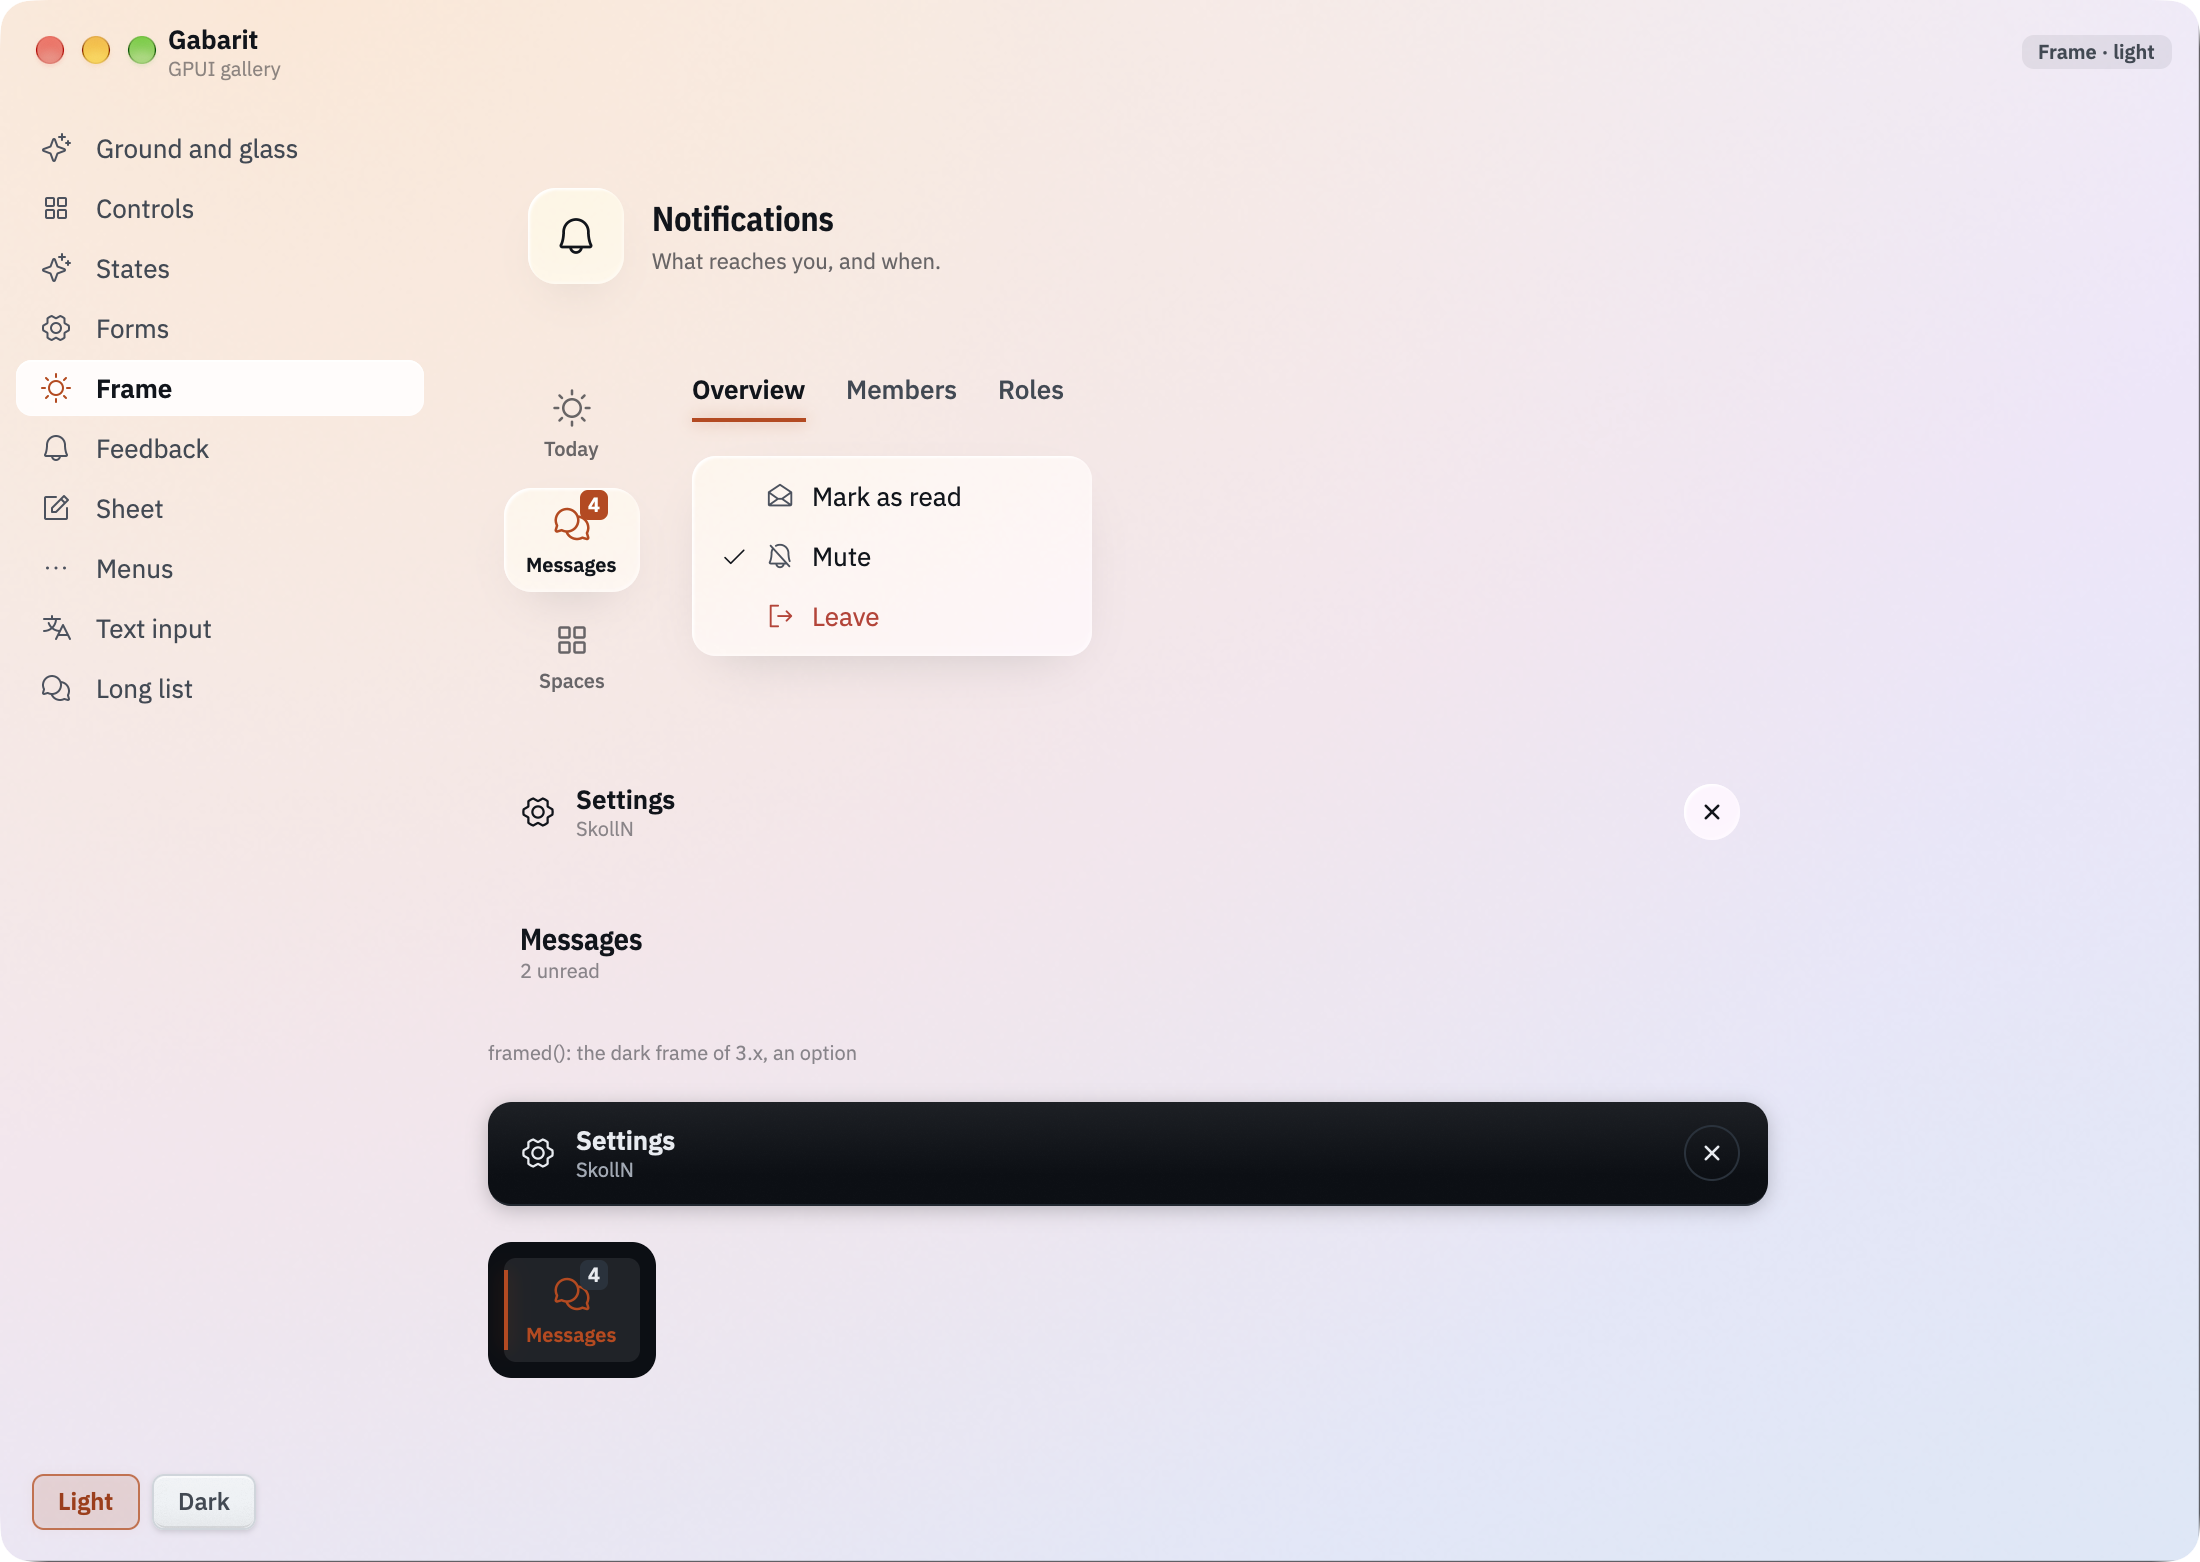 Gabarit
GPUI gallery
Frame · light
Ground and glass
Controls
States
Forms
Frame
Feedback
Sheet
Menus
Text input
Long list
Notifications
What reaches you, and when.
Today
4
Messages
Spaces
Overview Members Roles
Mark as read
Mute
Leave
Settings
SkollN
Messages
2 unread
framed(): the dark frame of 3.x, an option
Settings
SkollN
4
Messages
Light Dark